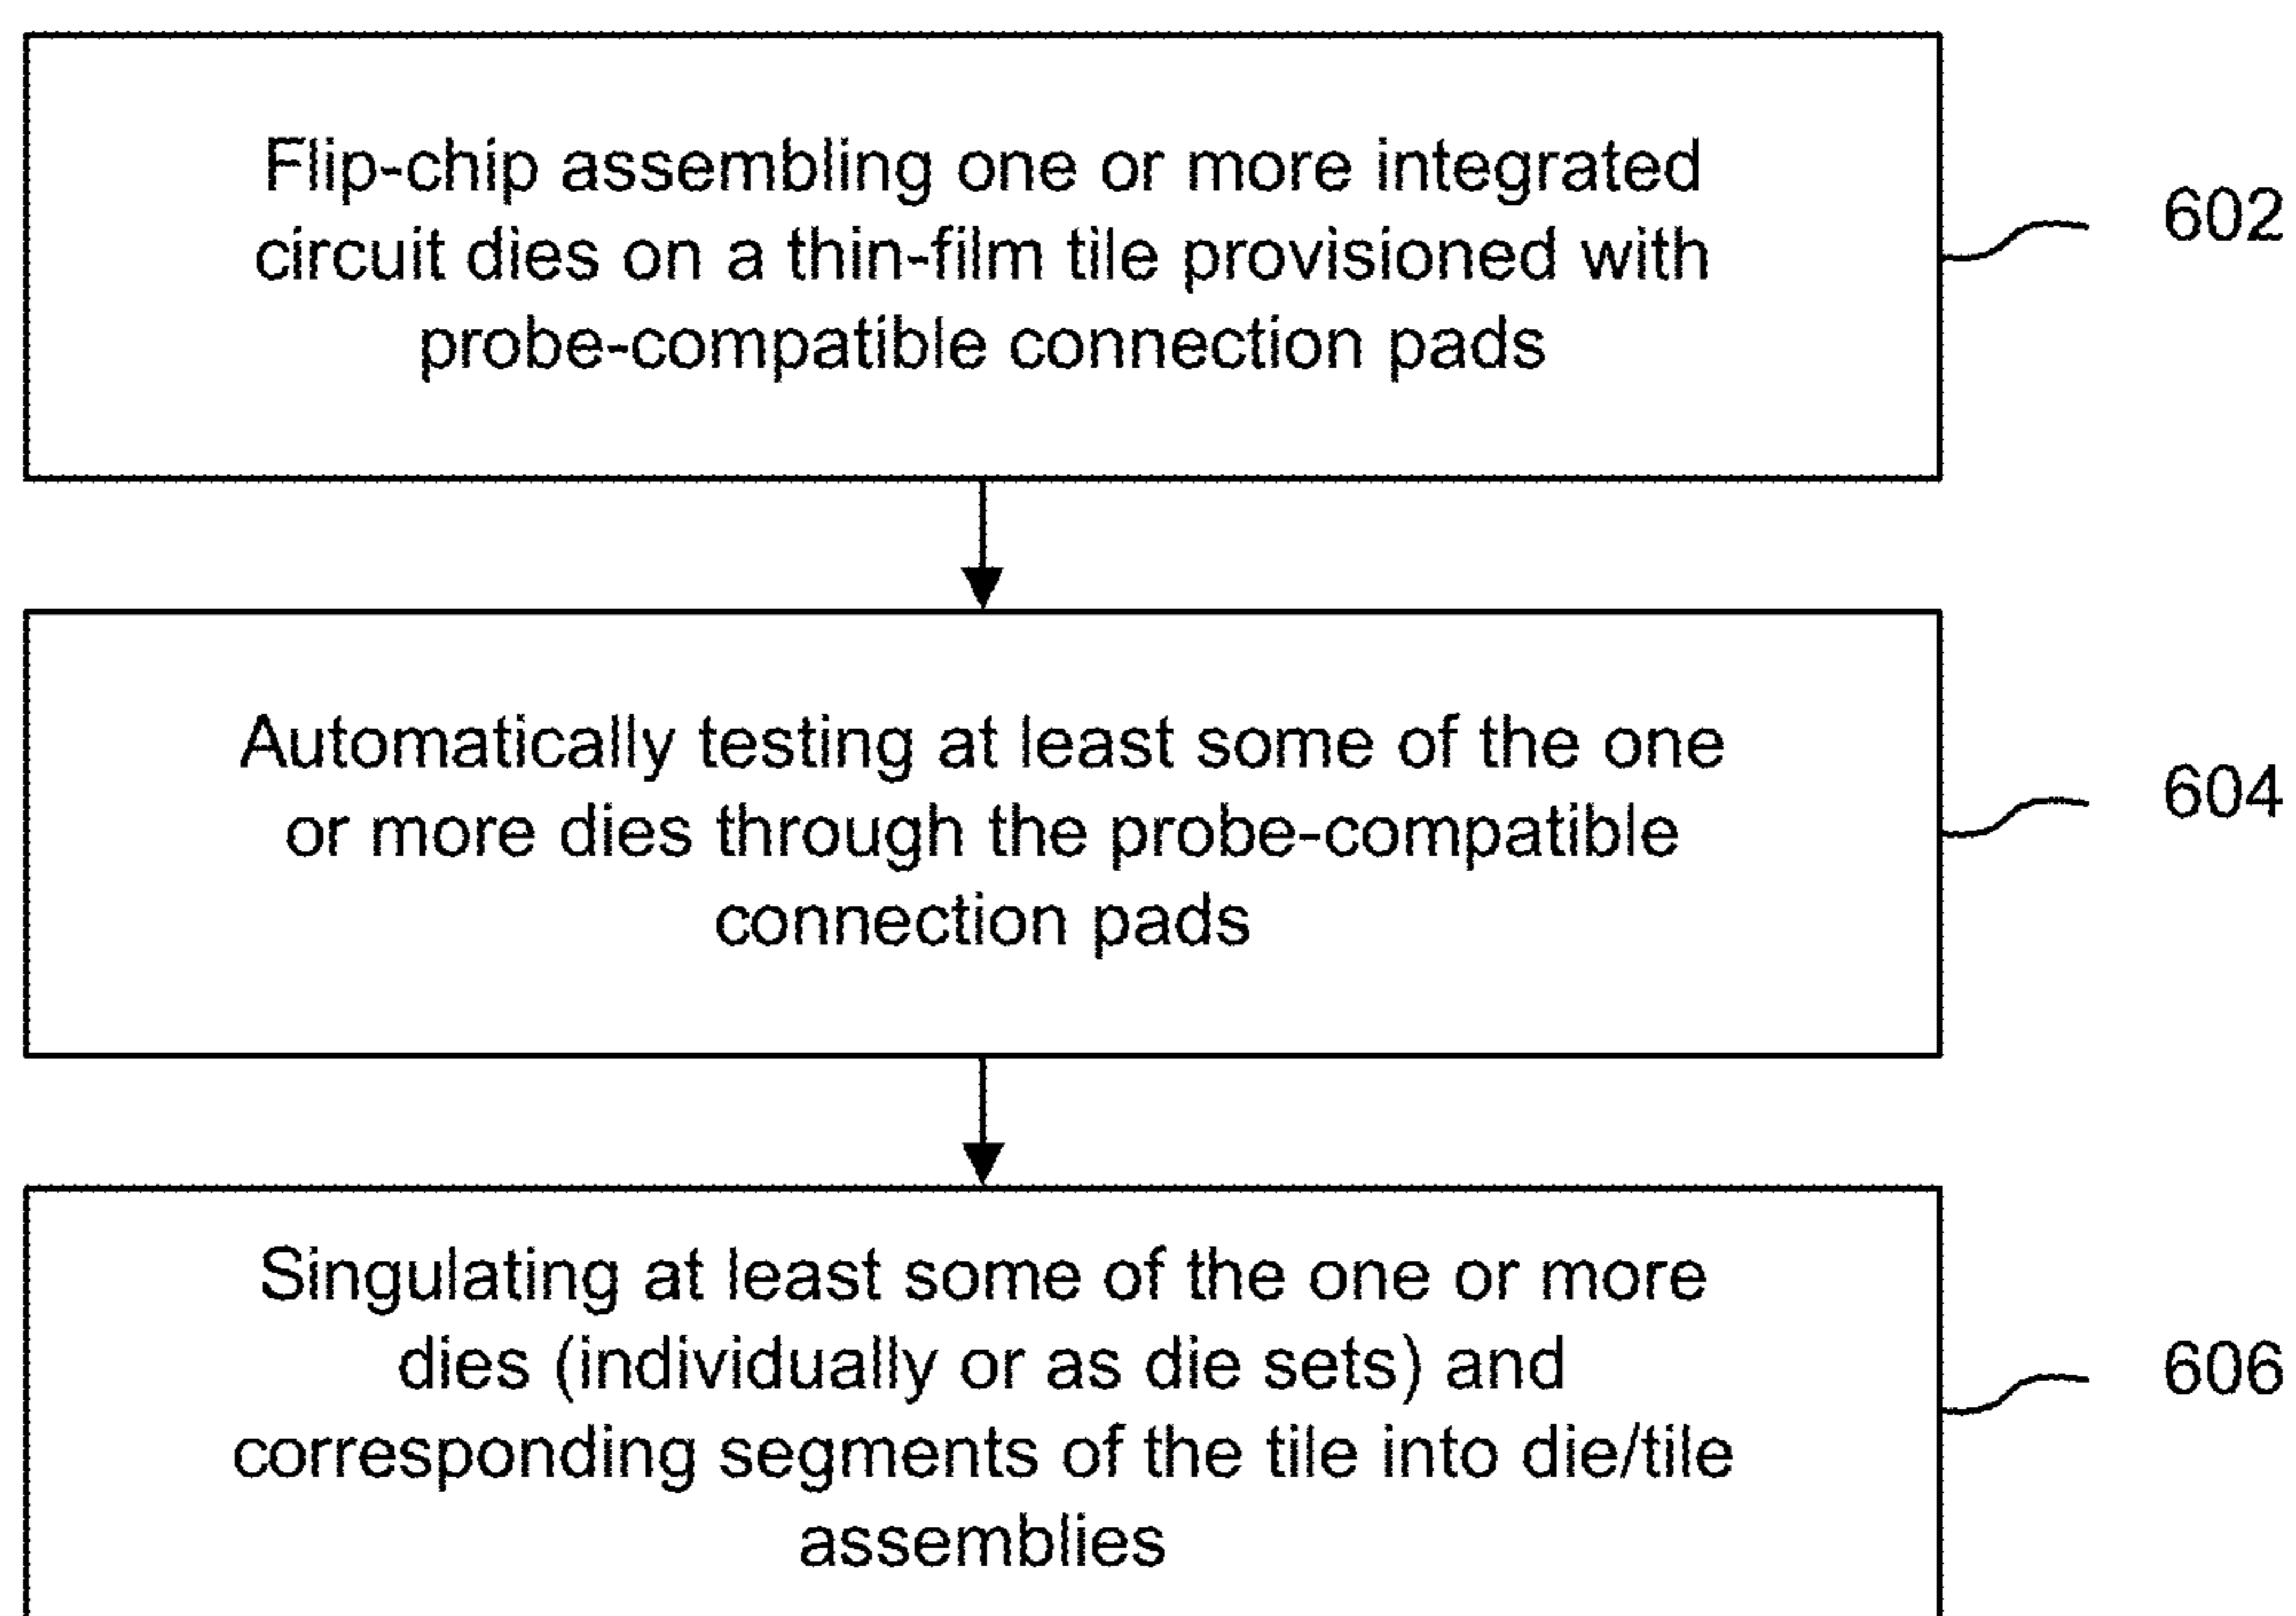 Flip-chip assembling one or more integrated
circuit dies on a thin-film tile provisioned with
probe-compatible connection pads
602
Automatically testing at least some of the one
or more dies through the probe-compatible
connection pads
604
Singulating at least some of the one or more
dies (individually or as die sets) and
corresponding segments of the tile into die/tile
assemblies
606